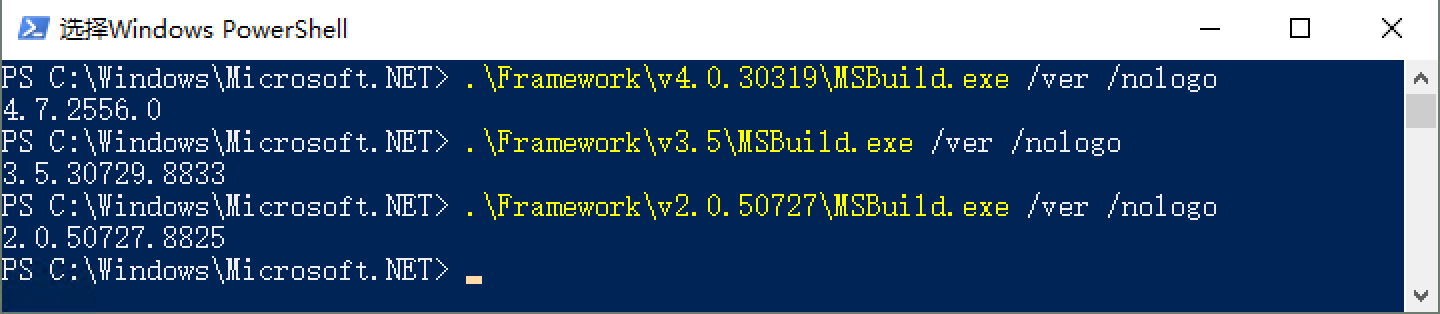 选择Windows PowerShell
PS C:\Windows\Microsoft.NET> .\Framework\v4.0.30319\MSBuild.exe /ver /nologo
4.7.2556.0
PS C:\Windows\Microsoft.NET> .\Framework\v3.5\MSBuild.exe /ver /nologo
3.5.30729.8833
PS C:\Windows\Microsoft.NET> .\Framework\v2.0.50727\MSBuild.exe /ver /nologo
2.0.50727.8825
PS C:\Windows\Microsoft.NET>